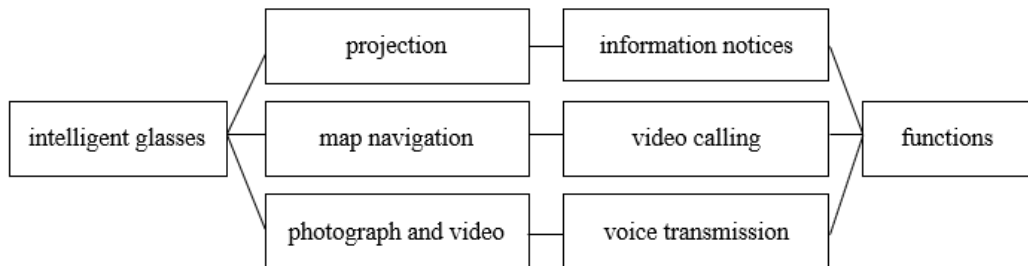 projection
information notices
intelligent glasses
map navigation
video calling
functions
photograph and video
voice transmission